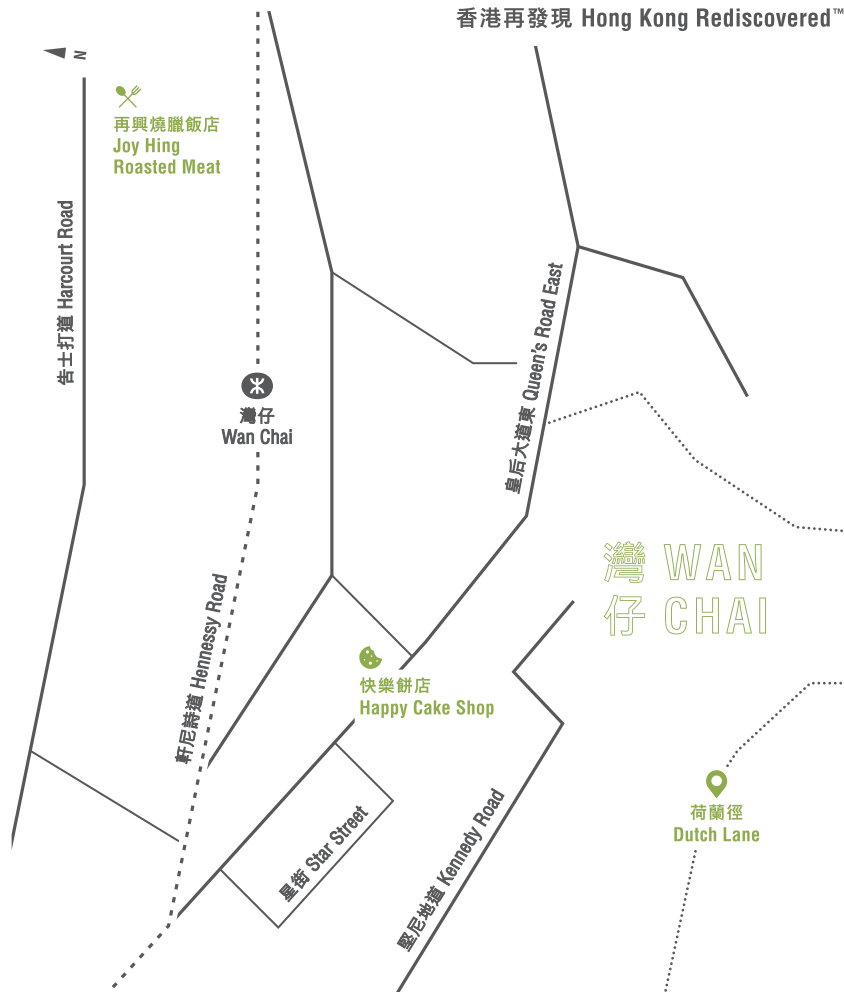 香港再發現 Hong Kong Rediscovered™
N
再興燒臘飯店
Joy Hing
Roasted Meat
告士打道 Harcourt Road
皇后大道東 Queen's Road East
灣仔
Wan Chai
灣 WAN
仔 CHAI
軒尼詩道 Hennessy Road
快樂餅店
Happy Cake Shop
荷蘭徑
Dutch Lane
星街 Star Street
堅尼地道 Kennedy Road